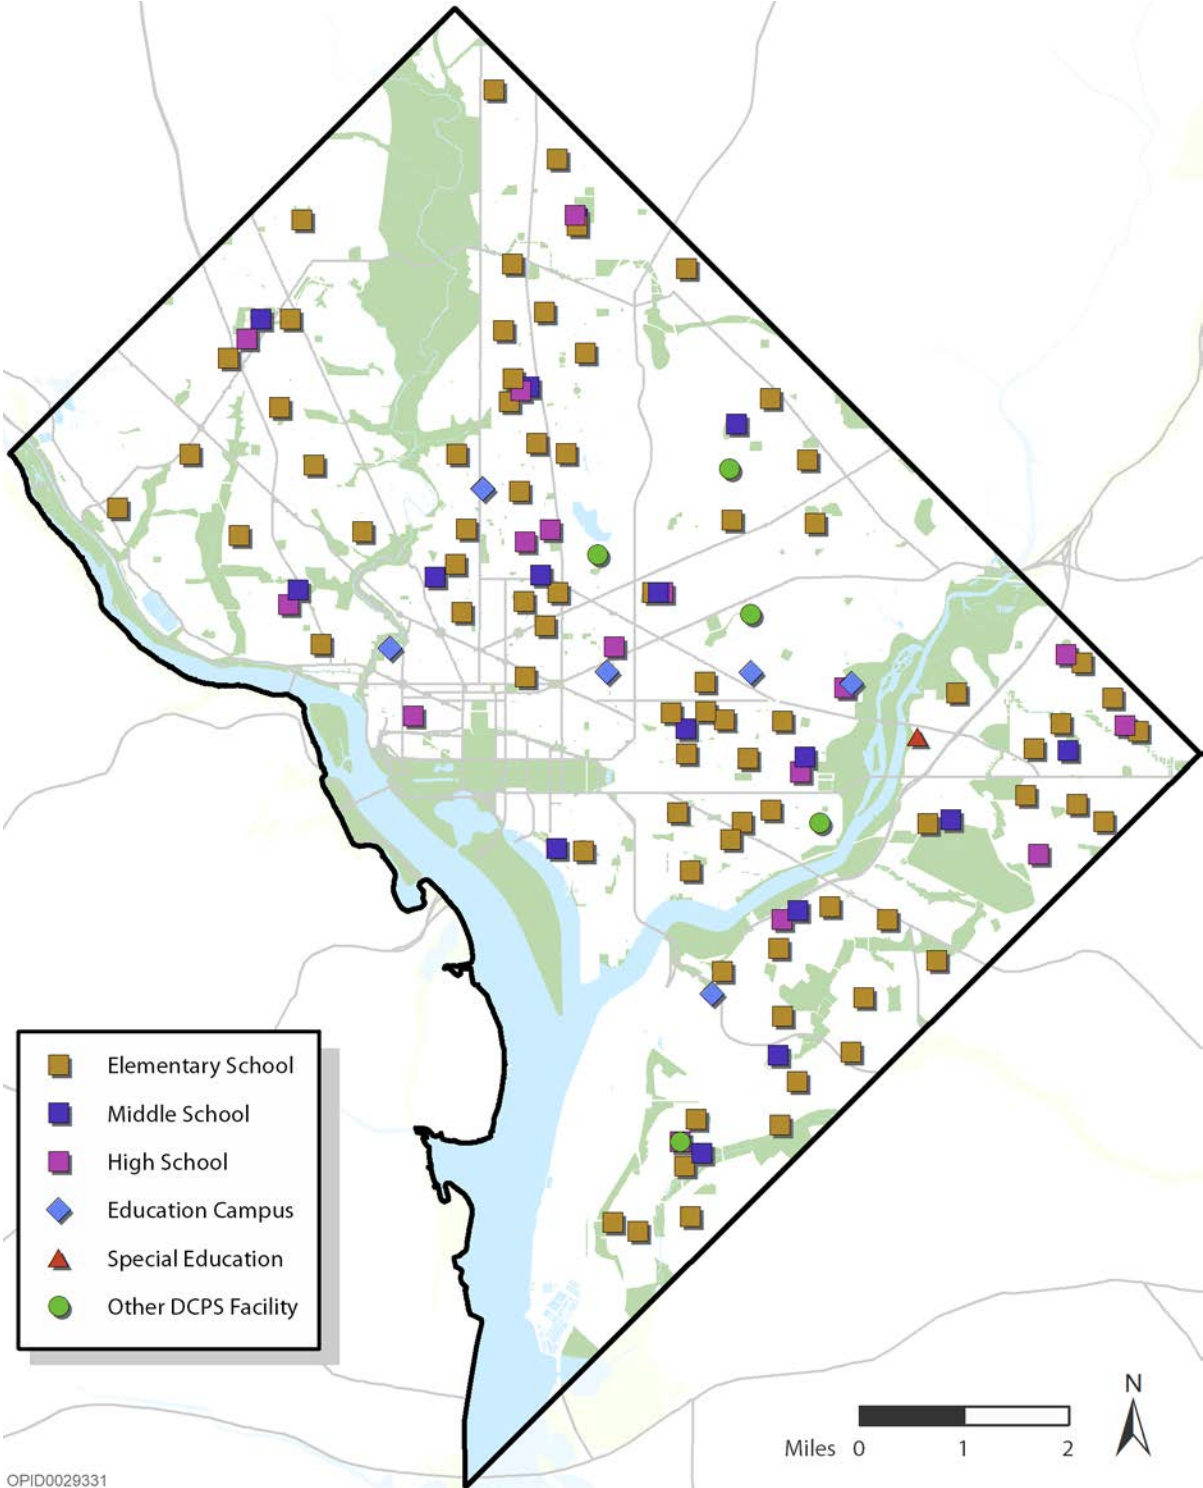 Elementary School
Middle School
High School
Education Campus
Special Education
Other DCPS Facility
N
Miles 0 1 2
OPID0029331